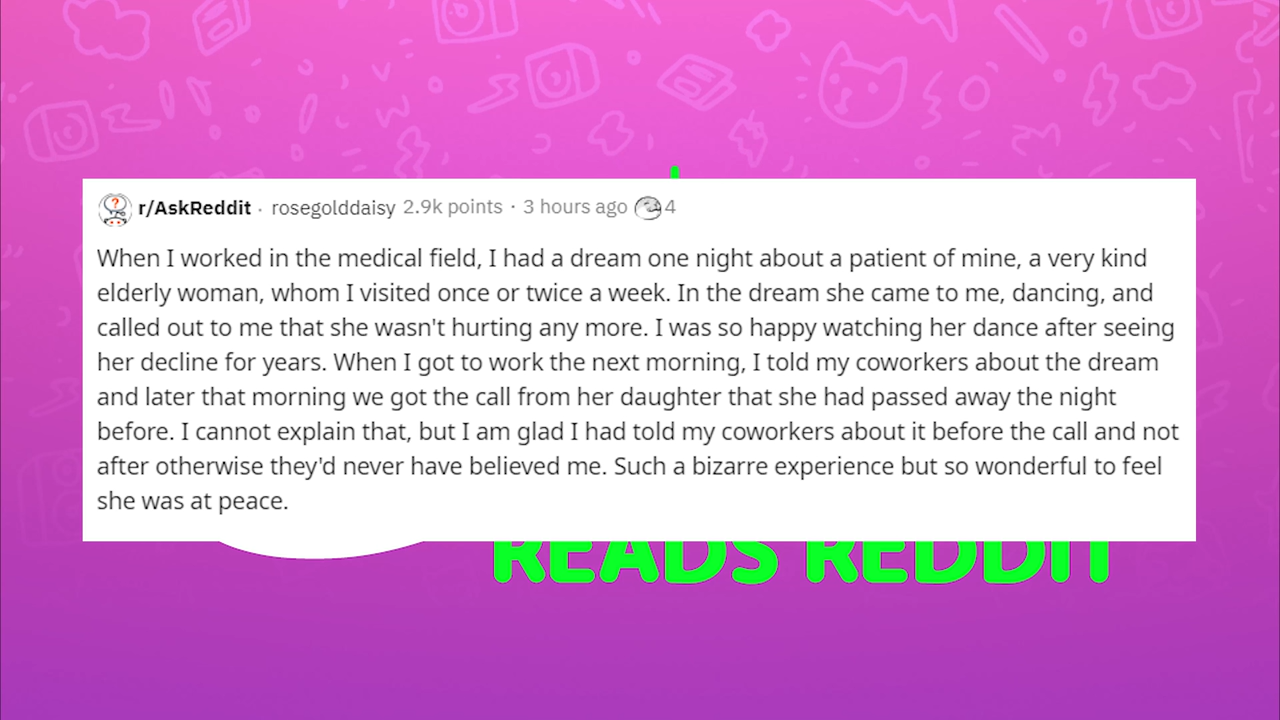 r/AskReddit · rosegolddaisy 2.9k points · 3 hours ago 4
When I worked in the medical field, I had a dream one night about a patient of mine, a very kind
elderly woman, whom I visited once or twice a week. In the dream she came to me, dancing, and
called out to me that she wasn't hurting any more. I was so happy watching her dance after seeing
her decline for years. When I got to work the next morning, I told my coworkers about the dream
and later that morning we got the call from her daughter that she had passed away the night
before. I cannot explain that, but I am glad I had told my coworkers about it before the call and not
after otherwise they'd never have believed me. Such a bizarre experience but so wonderful to feel
she was at peace.
READS REDDIT